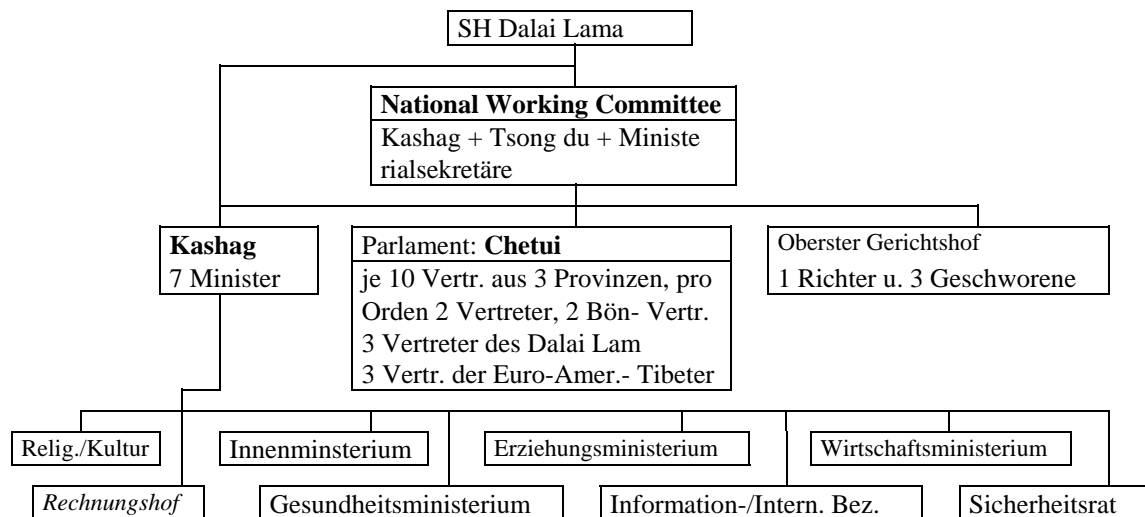 SH Dalai Lama
National Working Committee
Kashag + Tsong du + Ministe
rialsekretäre
Kashag
7 Minister
Parlament: Chetui
je 10 Vertr. aus 3 Provinzen, pro
Orden 2 Vertreter, 2 Bön- Vertr.
3 Vertreter des Dalai Lam
3 Vertr. der Euro-Amer.- Tibeter
Oberster Gerichtshof
1 Richter u. 3 Geschworene
Relig./Kultur
Innenminsterium
Erziehungsministerium
Wirtschaftsministerium
Rechnungshof
Gesundheitsministerium
Information-/Intern. Bez.
Sicherheitsrat